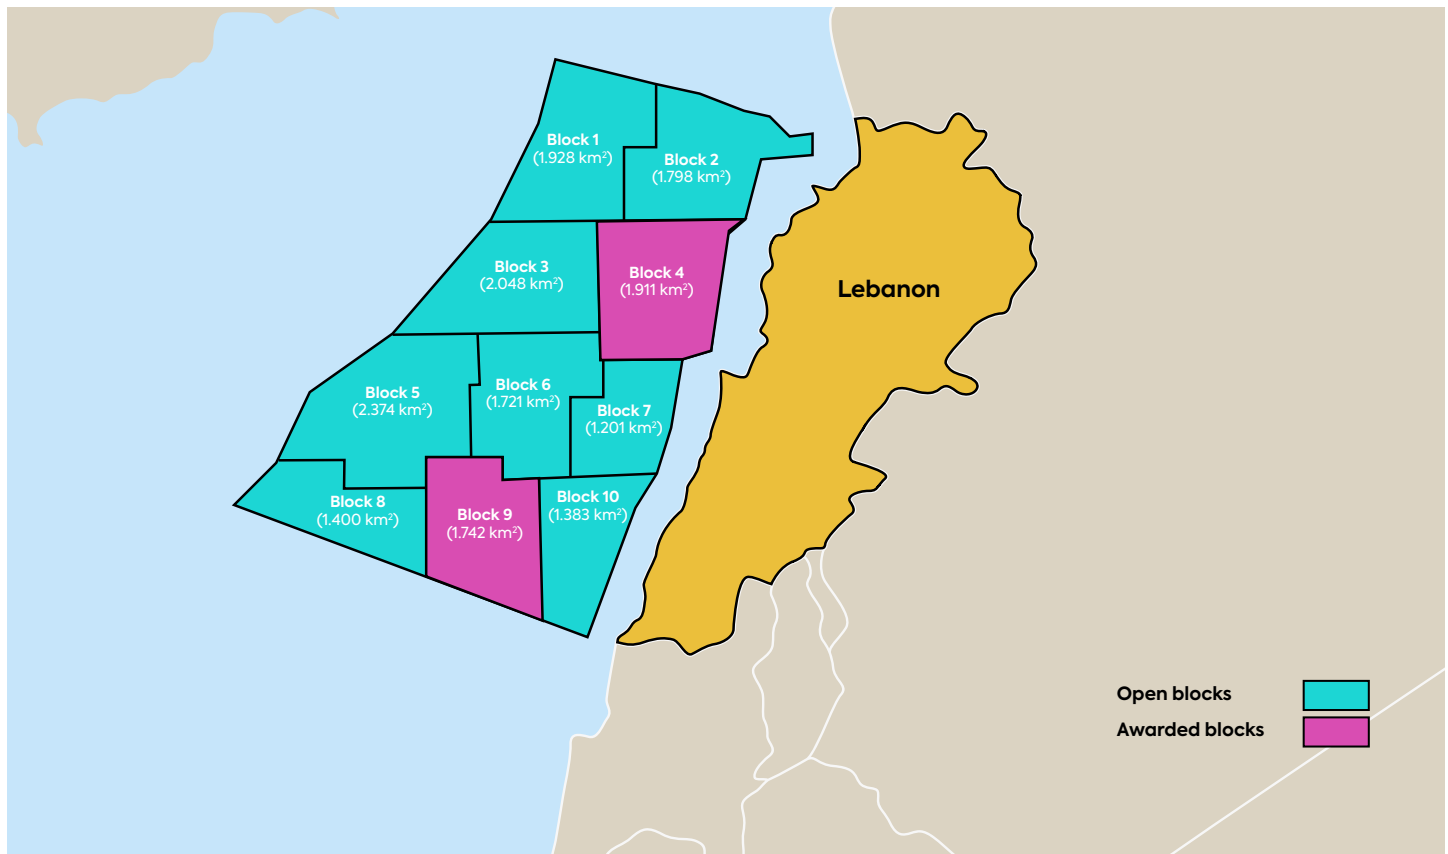 Block 1
(1.928 km²)
Block 2
(1.798 km²)
Block 3
(2.048 km²)
Block 4
(1.911 km²)
Lebanon
Block 5
(2.374 km²)
Block 6
(1.721 km²)
Block 7
(1.201 km²)
Block 8
(1.400 km²)
Block 9
(1.742 km²)
Block 10
(1.383 km²)
Open blocks
Awarded blocks